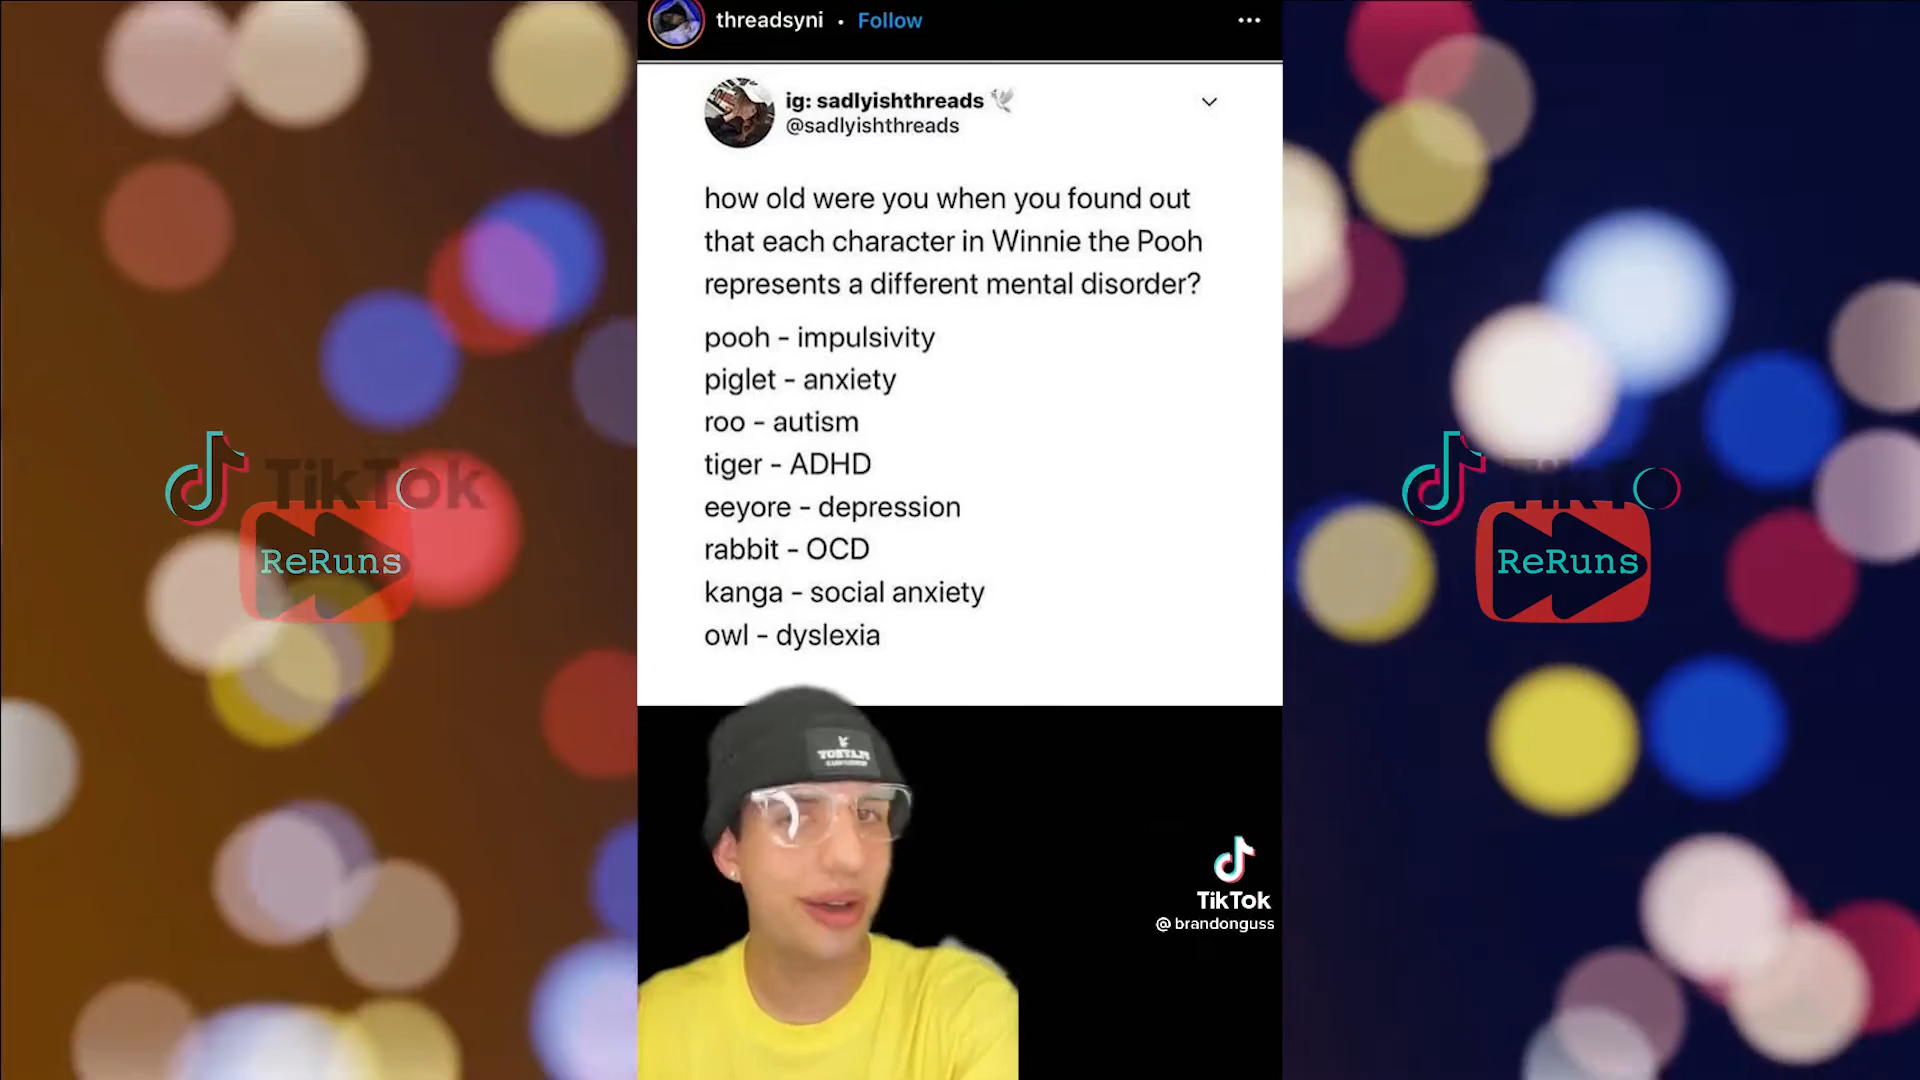 threadsyni • Follow
ig: sadlyishthreads
@sadlyishthreads
how old were you when you found out
that each character in Winnie the Pooh
represents a different mental disorder?
pooh - impulsivity
piglet - anxiety
roo - autism
tiger - ADHD
eeyore - depression
rabbit - OCD
kanga - social anxiety
owl - dyslexia
TikTok
ReRuns
ReRuns
TikTok
@brandonguss